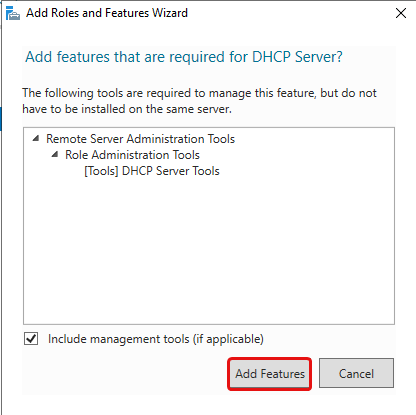 Add Roles and Features Wizard
Add features that are required for DHCP Server?
The following tools are required to manage this feature, but do not
have to be installed on the same server.
Remote Server Administration Tools
Role Administration Tools
[Tools] DHCP Server Tools
Include management tools (if applicable)
Add Features
Cancel